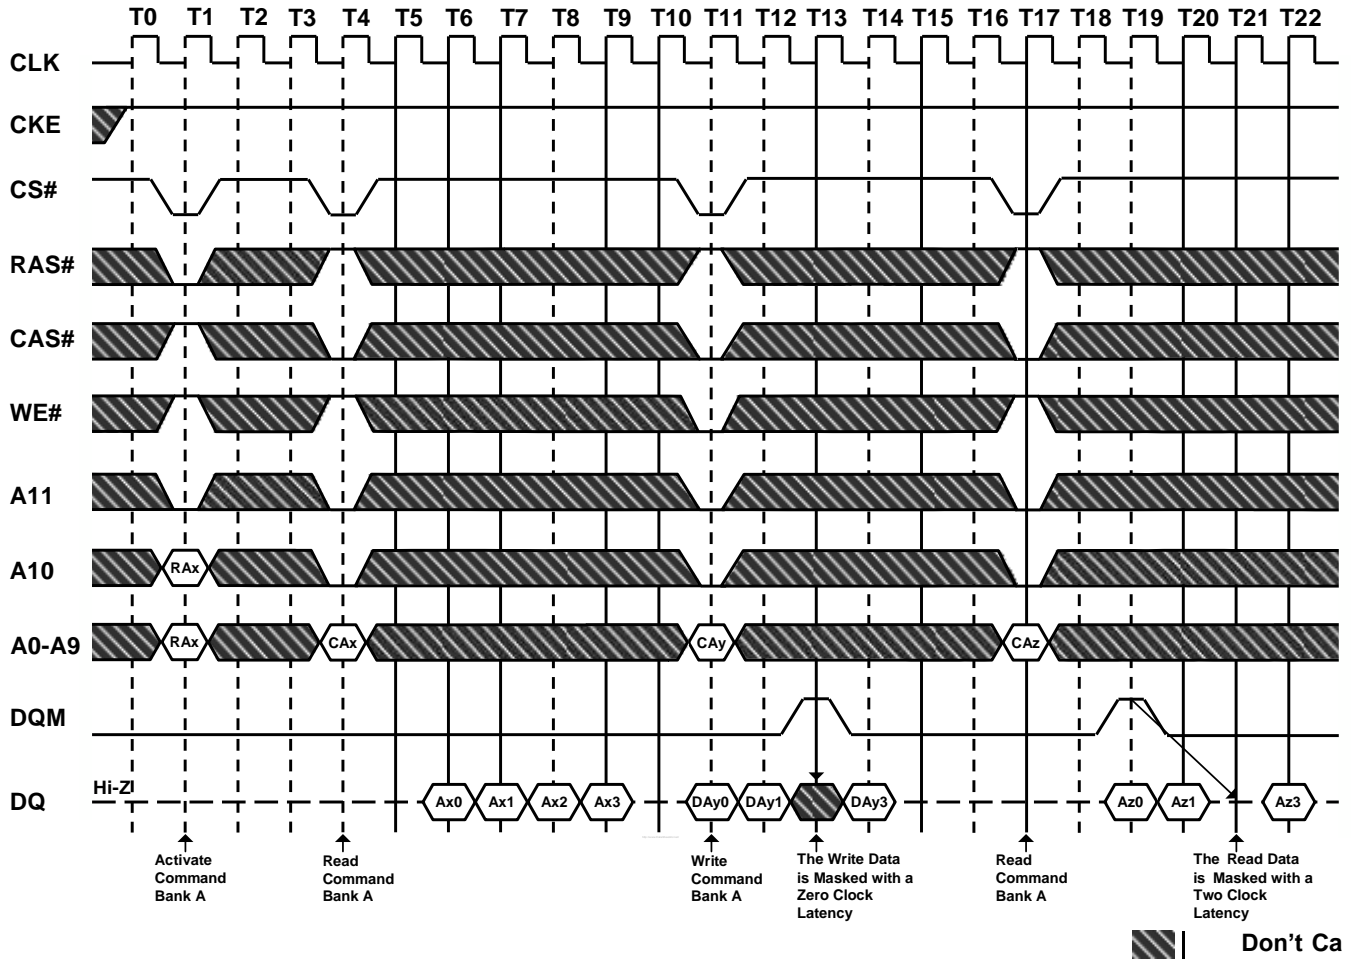 T0 T1 T2 T3 T4 T5 T6 T7 T8 T9 T10 T11 T12 T13 T14 T15 T16 T17 T18 T19 T20 T21 T22
CLK
CKE
CS#
RAS#
CAS#
WE#
A11
A10 RAx
A0-A9 RAx CAx CAy CAz
DQM
Hi-Z
DQ Ax0 Ax1 Ax2 Ax3 DAy0 DAy1 DAy3 Az0 Az1 Az3
Activate
Command
Bank A
Read
Command
Bank A
Write
Command
Bank A
The Write Data
is Masked with a
Zero Clock
Latency
Read
Command
Bank A
The Read Data
is Masked with a
Two Clock
Latency
Don't Ca